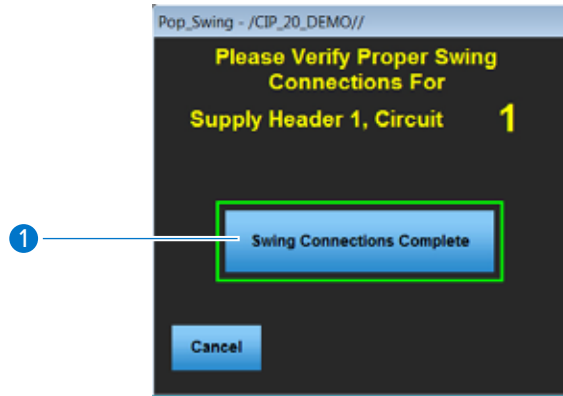 Pop_Swing - /CIP_20_DEMO//
Please Verify Proper Swing
Connections For
Supply Header 1, Circuit 1
1 Swing Connections Complete
Cancel